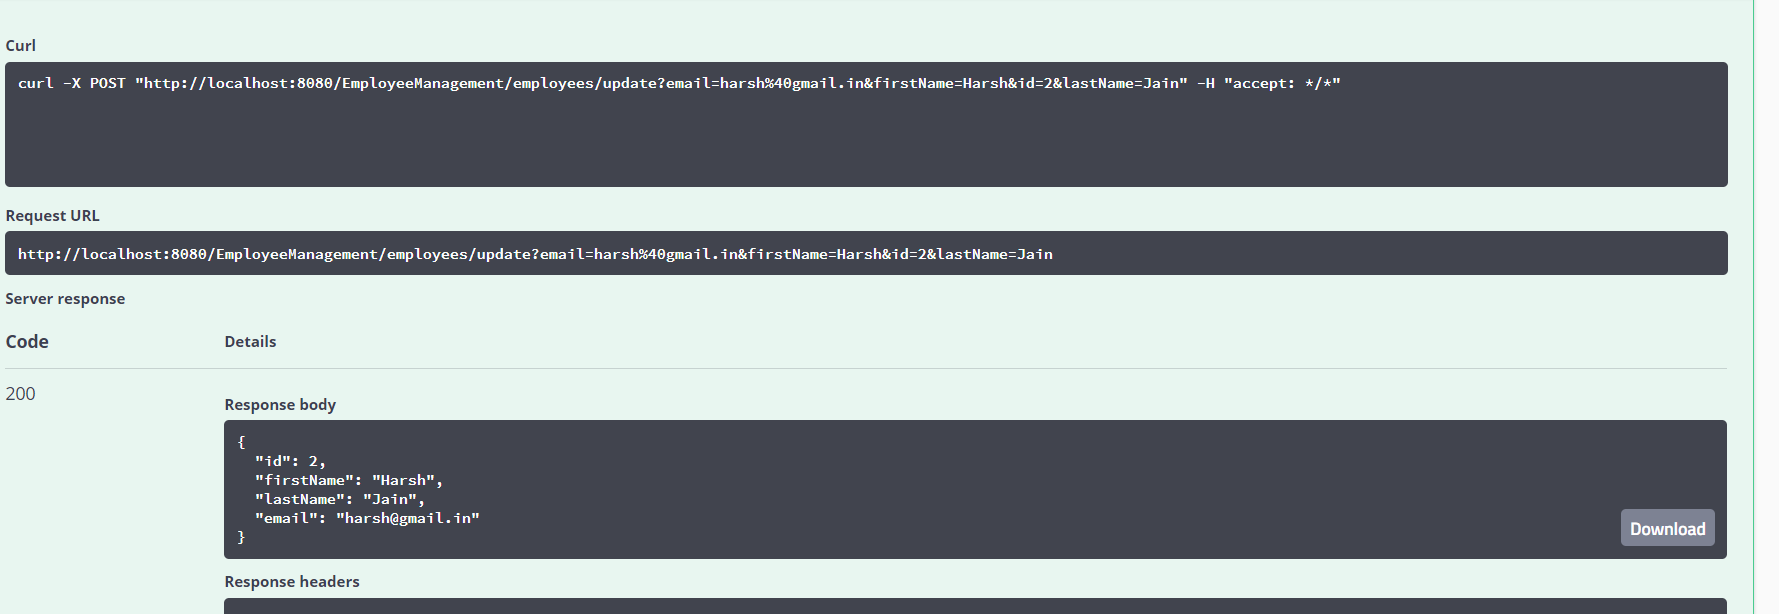 Curl
curl -X POST "http://localhost:8080/EmployeeManagement/employees/update?email=harsh%40gmail.in&firstName=Harsh&id=2&lastName=Jain" -H "accept: */*"
Request URL
http://localhost:8080/EmployeeManagement/employees/update?email=harsh%40gmail.in&firstName=Harsh&id=2&lastName=Jain
Server response
Code Details
200
Response body
{
  "id": 2,
  "firstName": "Harsh",
  "lastName": "Jain",
  "email": "harsh@gmail.in"
}
Download
Response headers